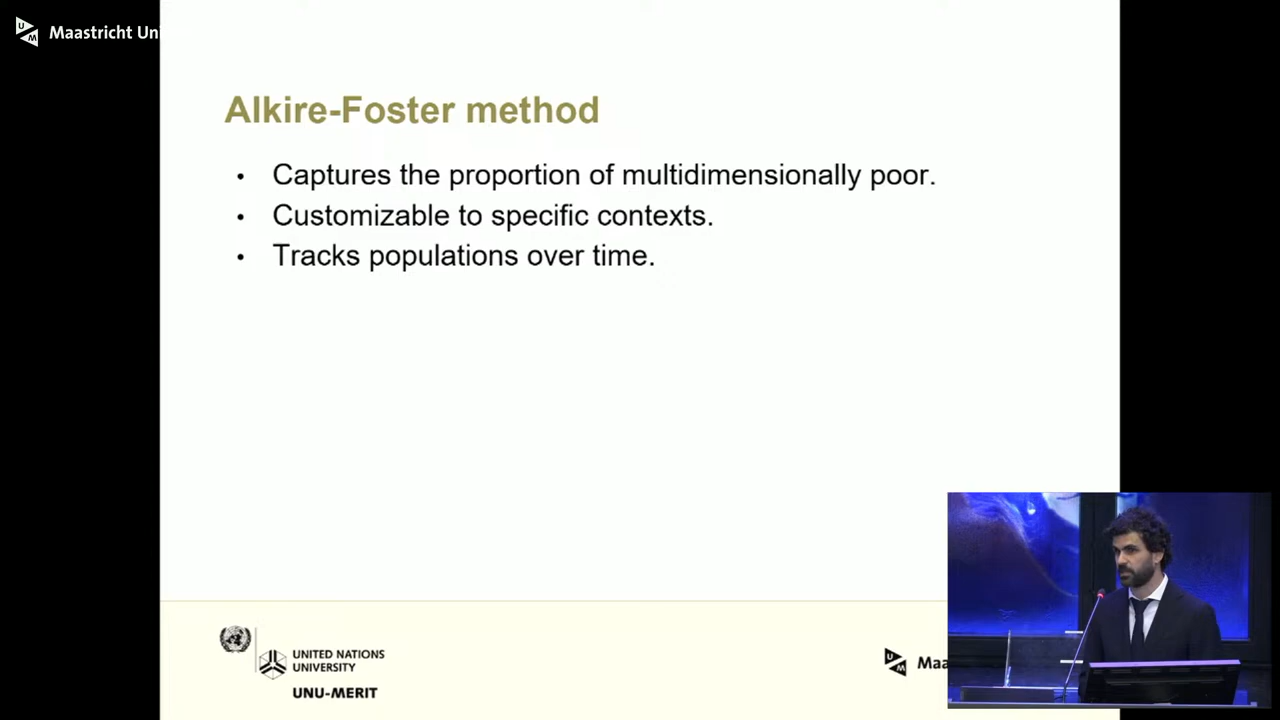 Maastricht Uni
Alkire-Foster method
• Captures the proportion of multidimensionally poor.
• Customizable to specific contexts.
• Tracks populations over time.
UNITED NATIONS
UNIVERSITY
UNU-MERIT
Maa